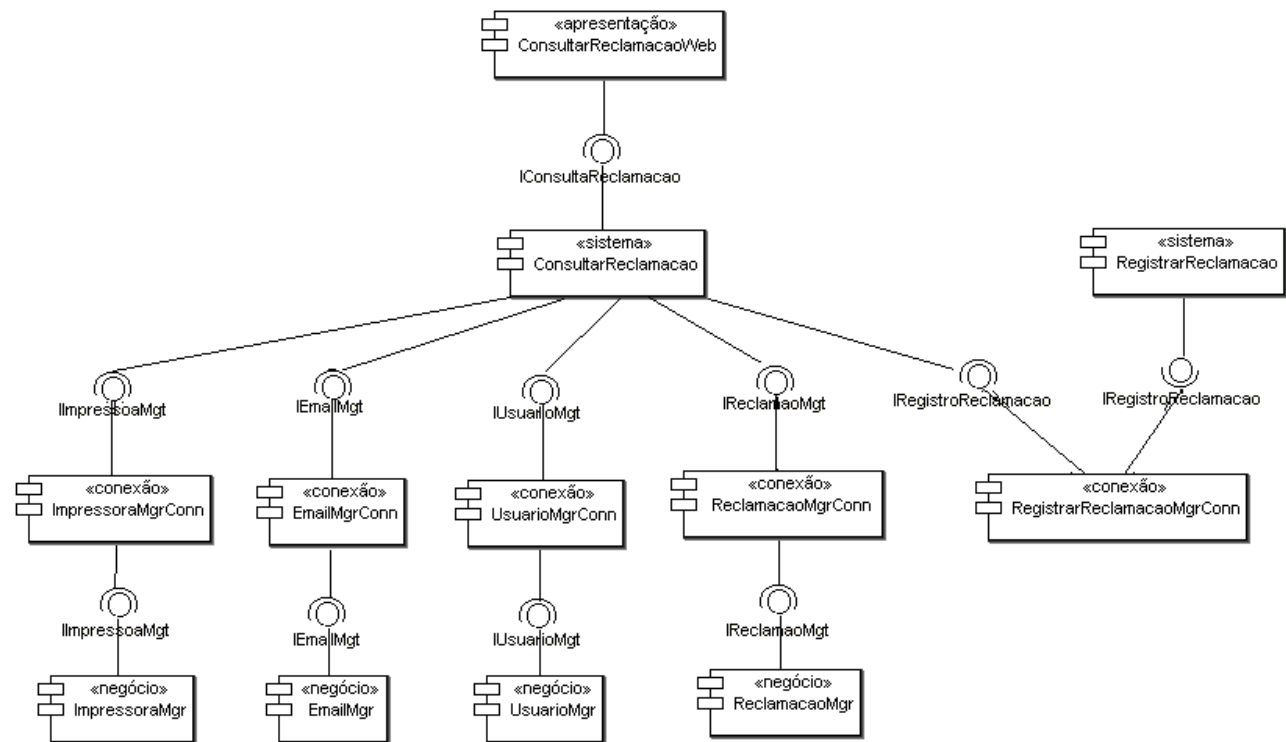 «apresentação»
ConsultarReclamacaoWeb
IConsultaReclamacao
«sistema»
ConsultarReclamacao
«sistema»
RegistrarReclamacao
IImpressoaMgt
IEmailMgt
IUsuarioMgt
IReclamaoMgt
IRegistroReclamacao
IRegistroReclamacao
«conexão»
ImpressoraMgrConn
«conexão»
EmailMgrConn
«conexão»
UsuarioMgrConn
«conexão»
ReclamacaoMgrConn
«conexão»
RegistrarReclamacaoMgrConn
IImpressoaMgt
IEmailMgt
IUsuarioMgt
IReclamaoMgt
«negócio»
ImpressoraMgr
«negócio»
EmailMgr
«negócio»
UsuarioMgr
«negócio»
ReclamacaoMgr